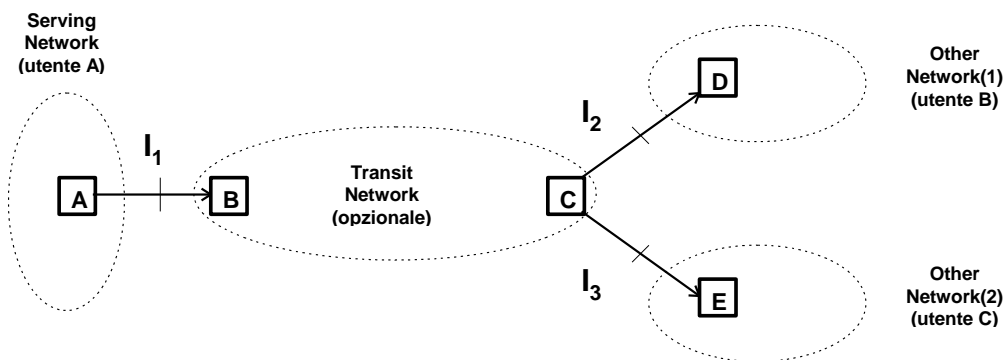 Serving
Network
(utente A)
Other
Network(1)
(utente B)
D
I2
I1
Transit
Network
(opzionale)
A
B
C
I3
E
Other
Network(2)
(utente C)